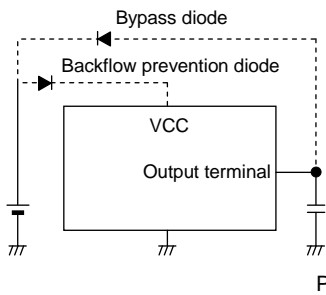 Bypass diode
Backflow prevention diode
VCC
Output terminal
P